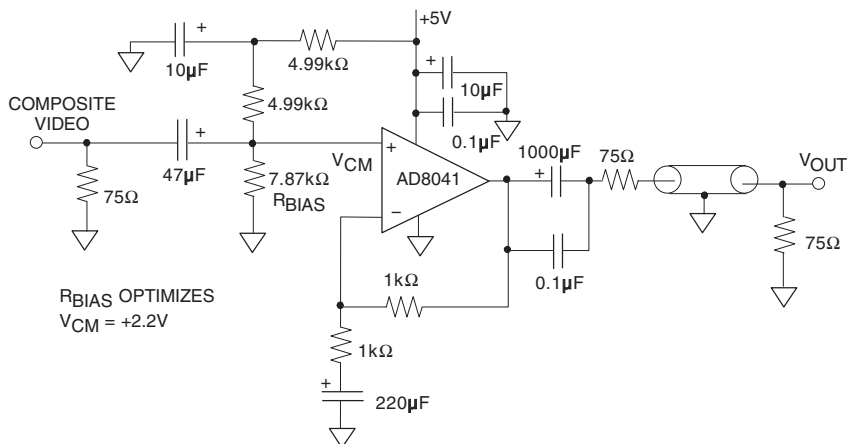 +5V
+
10µF
4.99kΩ
+
10µF
COMPOSITE
VIDEO
4.99kΩ
0.1µF
+
47µF
75Ω
7.87kΩ
RBIAS
VCM
+
AD8041
−
1000µF
+
75Ω
VOUT
75Ω
0.1µF
1kΩ
RBIAS OPTIMIZES
VCM = +2.2V
1kΩ
+
220µF